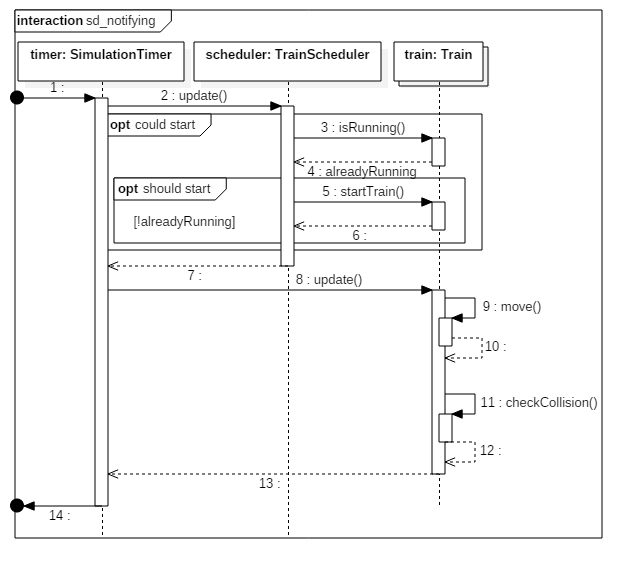 interaction sd_notifying
timer: SimulationTimer
scheduler: TrainScheduler
train: Train
1 :
2 : update()
opt could start
3 : isRunning()
4 : alreadyRunning
opt should start
5 : startTrain()
[!alreadyRunning]
6 :
7 :
8 : update()
9 : move()
10 :
11 : checkCollision()
12 :
13 :
14 :